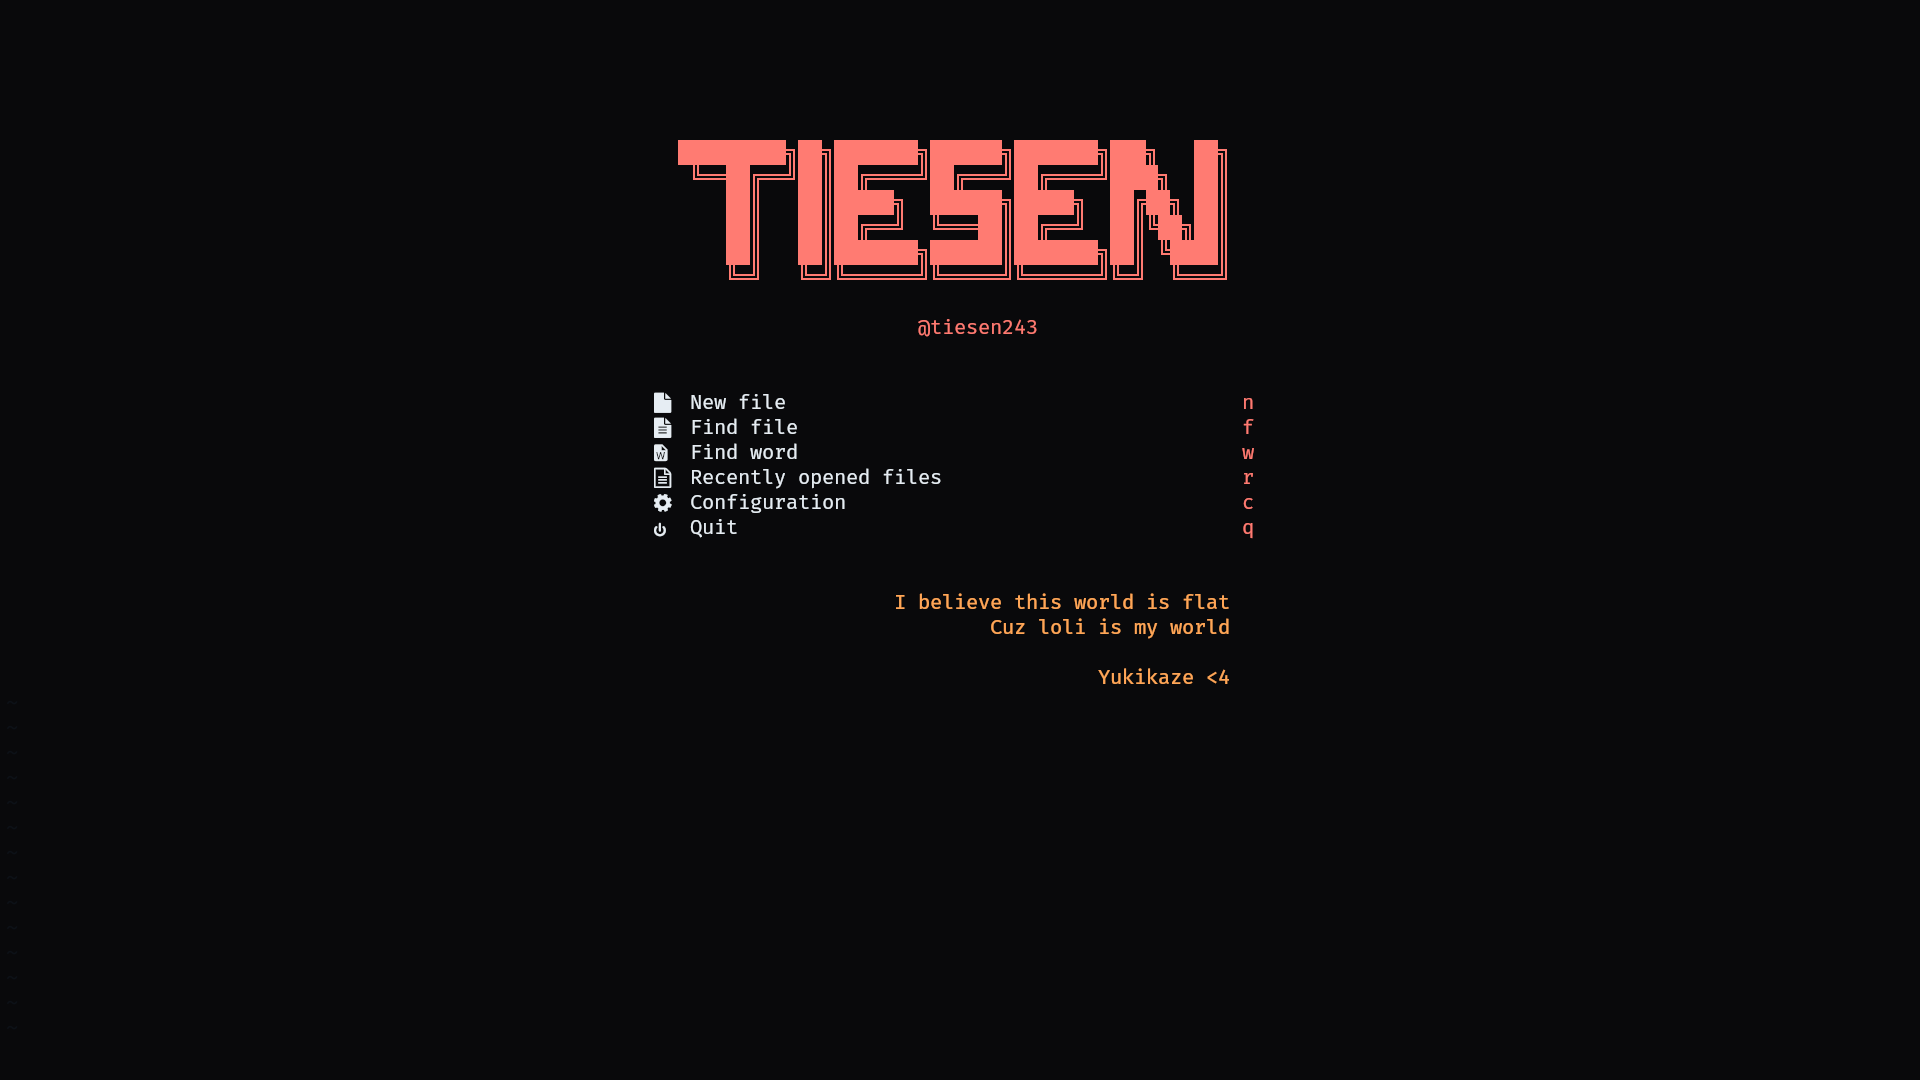 TIESEN
@tiesen243
New file n
Find file f
Find word w
Recently opened files r
Configuration c
Quit q
I believe this world is flat
Cuz loli is my world
Yukikaze <4
~
~
~
~
~
~
~
~
~
~
~
~
~
~